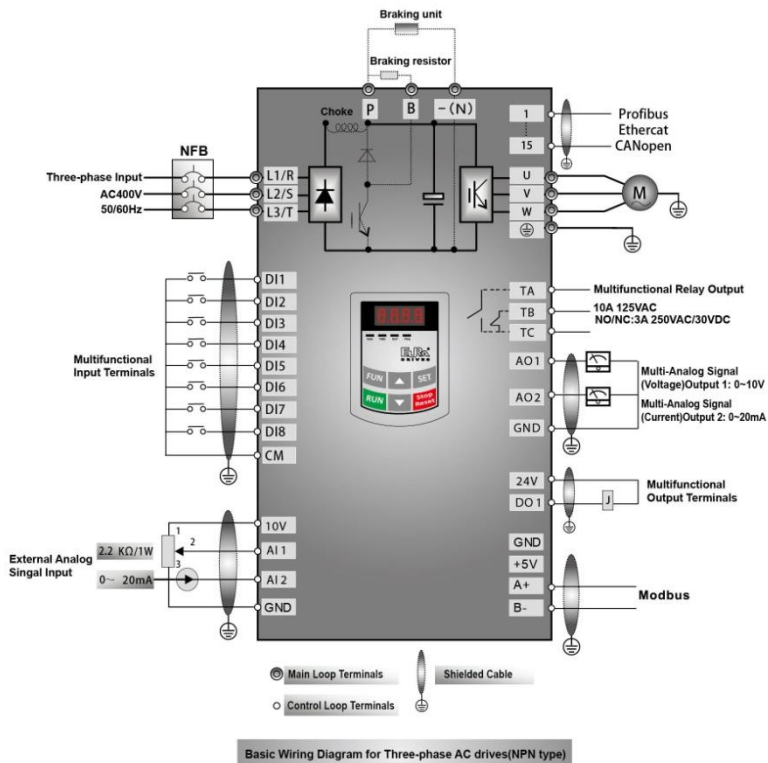 Braking unit
Braking resistor
P
B
-(N)
Choke
NFB
Three-phase Input
AC400V
50/60Hz
L1/R
L2/S
L3/T
1
15
Profibus
Ethercat
CANopen
U
V
W
M
DI1
DI2
DI3
DI4
DI5
DI6
DI7
DI8
CM
Multifunctional
Input Terminals
TA
TB
TC
Multifunctional Relay Output
10A 125VAC
NO/NC:3A 250VAC/30VDC
8.8.8.8
DRIVES
FUN
SET
RUN
Stop
Reset
AO1
AO2
GND
Multi-Analog Signal
(Voltage)Output 1: 0~10V
Multi-Analog Signal
(Current)Output 2: 0~20mA
24V
DO1
J
Multifunctional
Output Terminals
10V
AI1
AI2
GND
1
2
3
2.2 KΩ/1W
0~ 20mA
External Analog
Singal Input
GND
+5V
A+
B-
Modbus
Main Loop Terminals
Control Loop Terminals
Shielded Cable
Basic Wiring Diagram for Three-phase AC drives(NPN type)